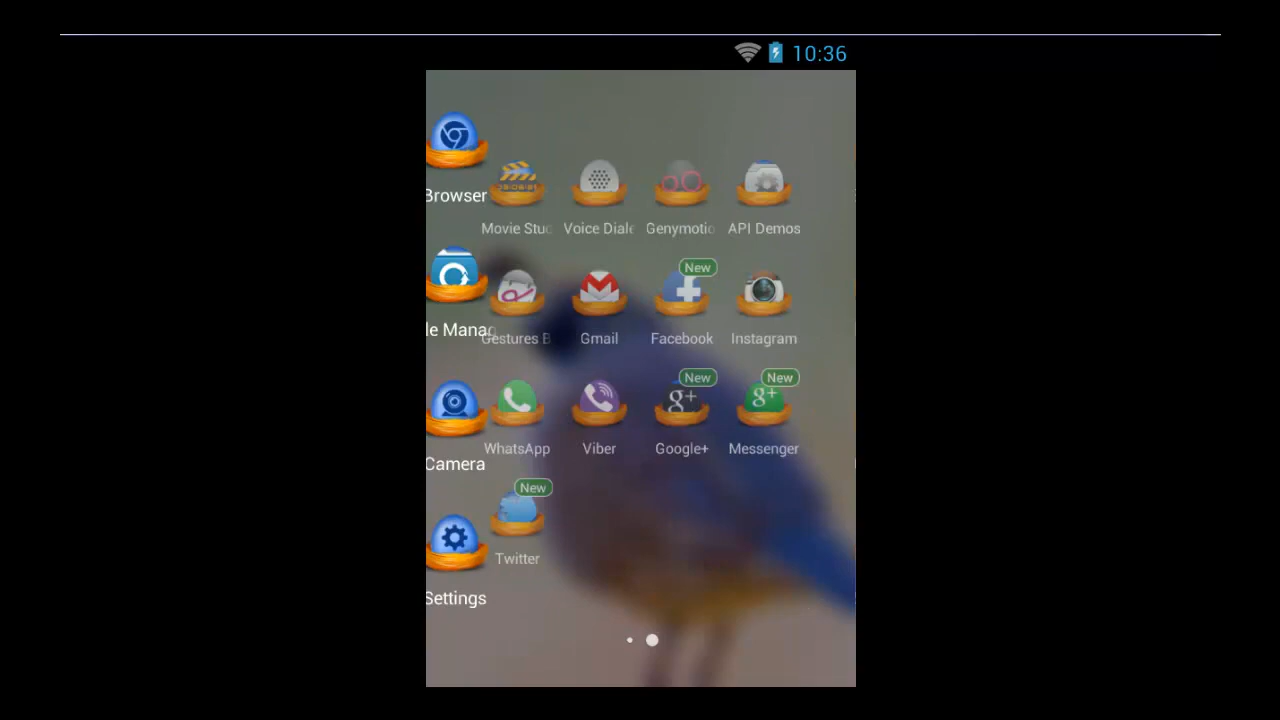 10:36
Browser
Movie Stuc
Voice Diale
Genymotic
API Demos
New
le Manag
Gestures B
Gmail
Facebook
Instagram
New
New
Camera
WhatsApp
Viber
Google+
Messenger
New
Twitter
Settings